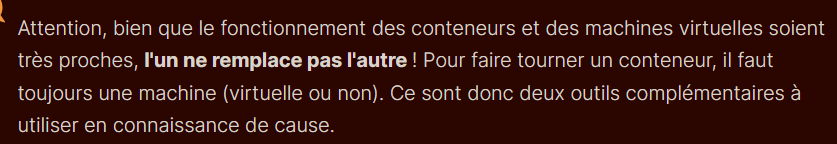 Attention, bien que le fonctionnement des conteneurs et des machines virtuelles soient
très proches, l'un ne remplace pas l'autre ! Pour faire tourner un conteneur, il faut
toujours une machine (virtuelle ou non). Ce sont donc deux outils complémentaires à
utiliser en connaissance de cause.